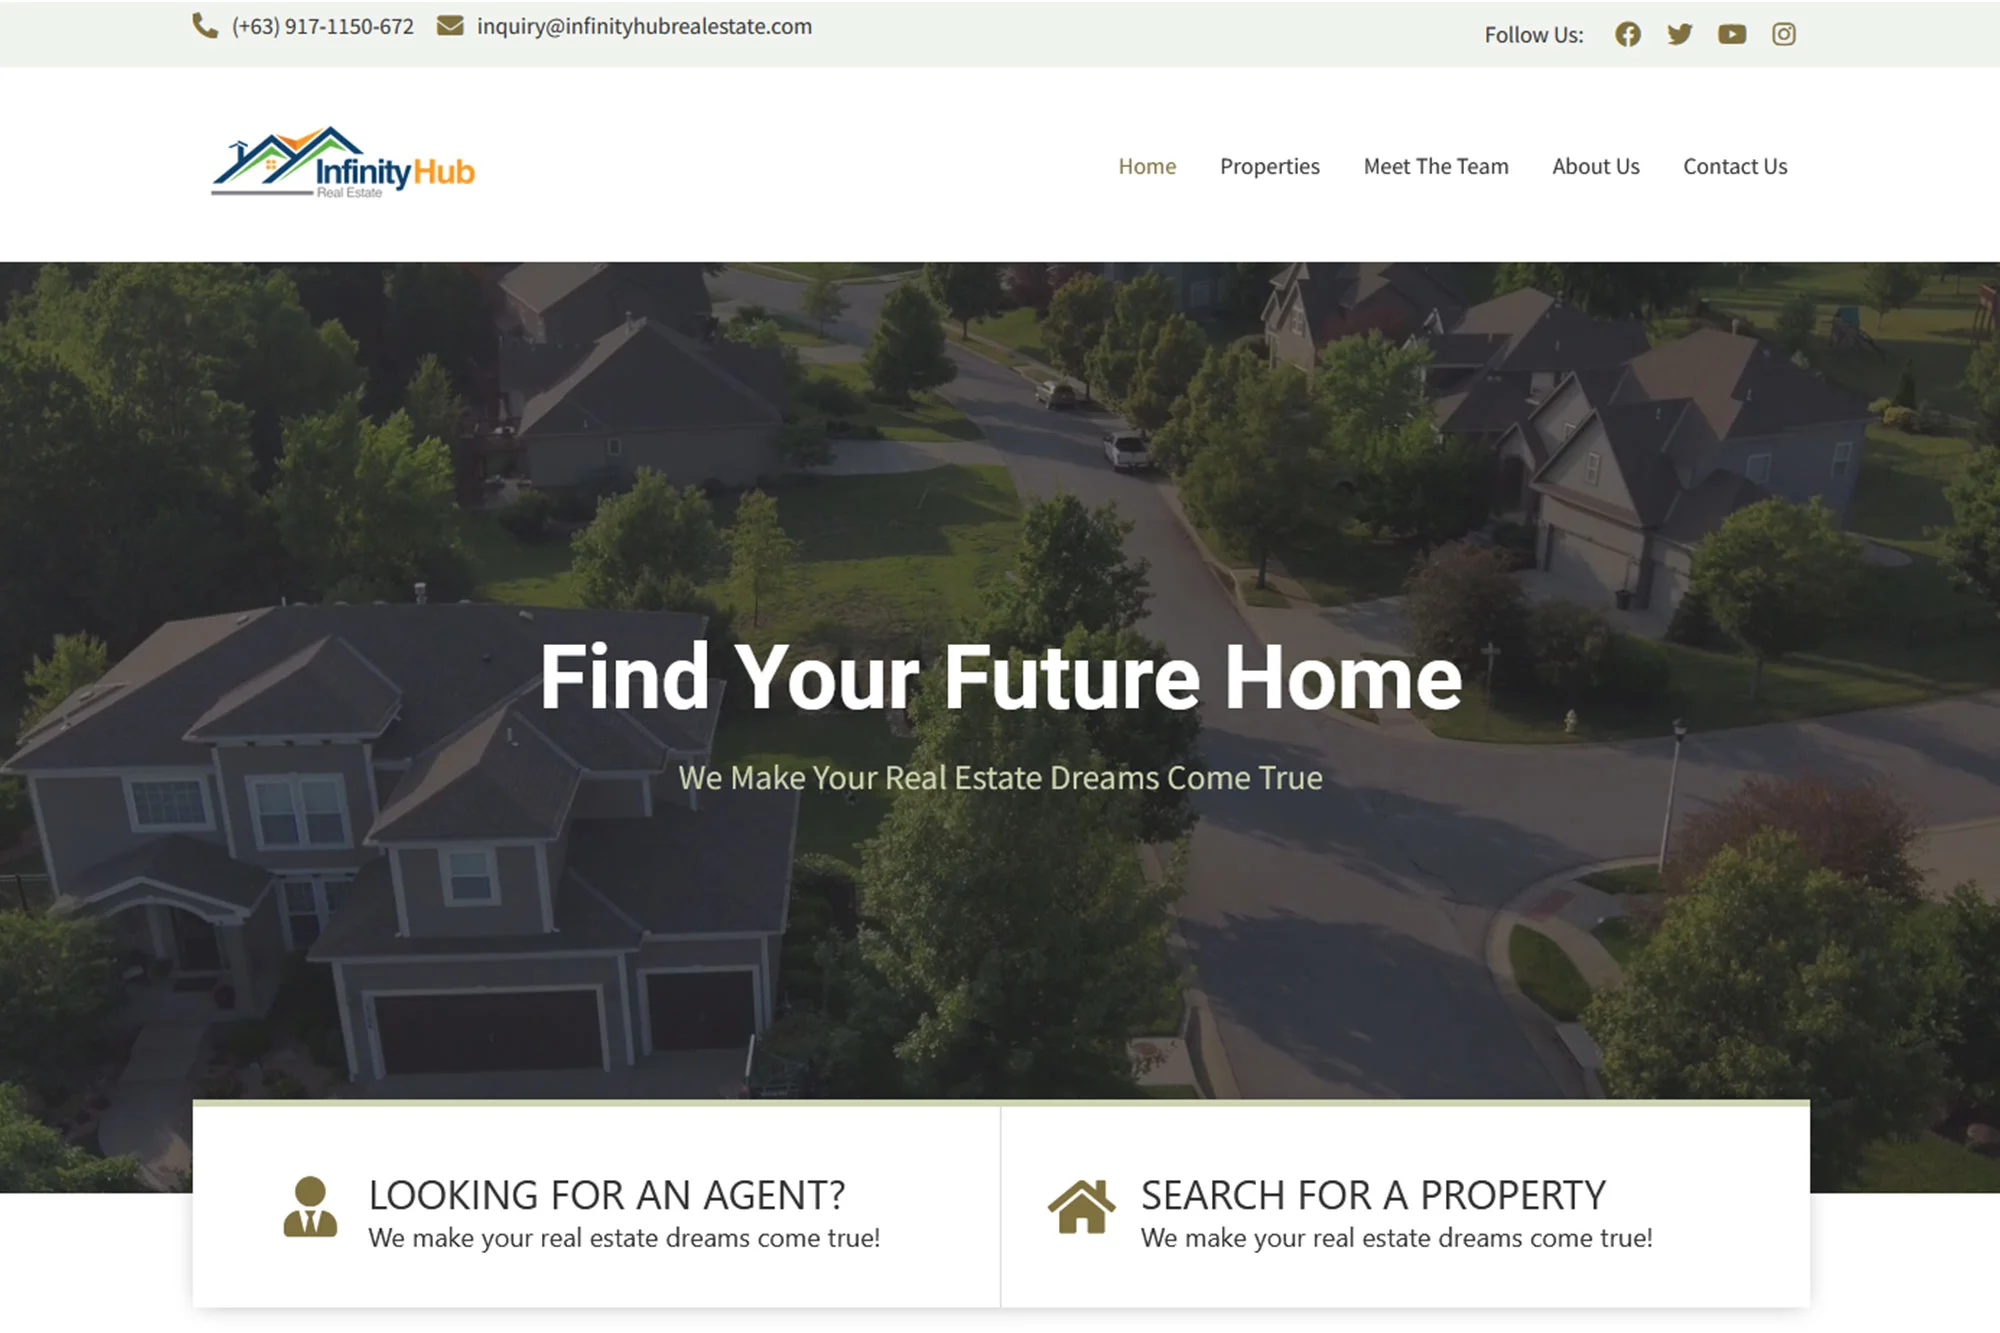 (+63) 917-1150-672 inquiry@infinityhubrealestate.com Follow Us:
Infinity Hub
Real Estate
Home Properties Meet The Team About Us Contact Us
Find Your Future Home
We Make Your Real Estate Dreams Come True
LOOKING FOR AN AGENT?
We make your real estate dreams come true!
SEARCH FOR A PROPERTY
We make your real estate dreams come true!